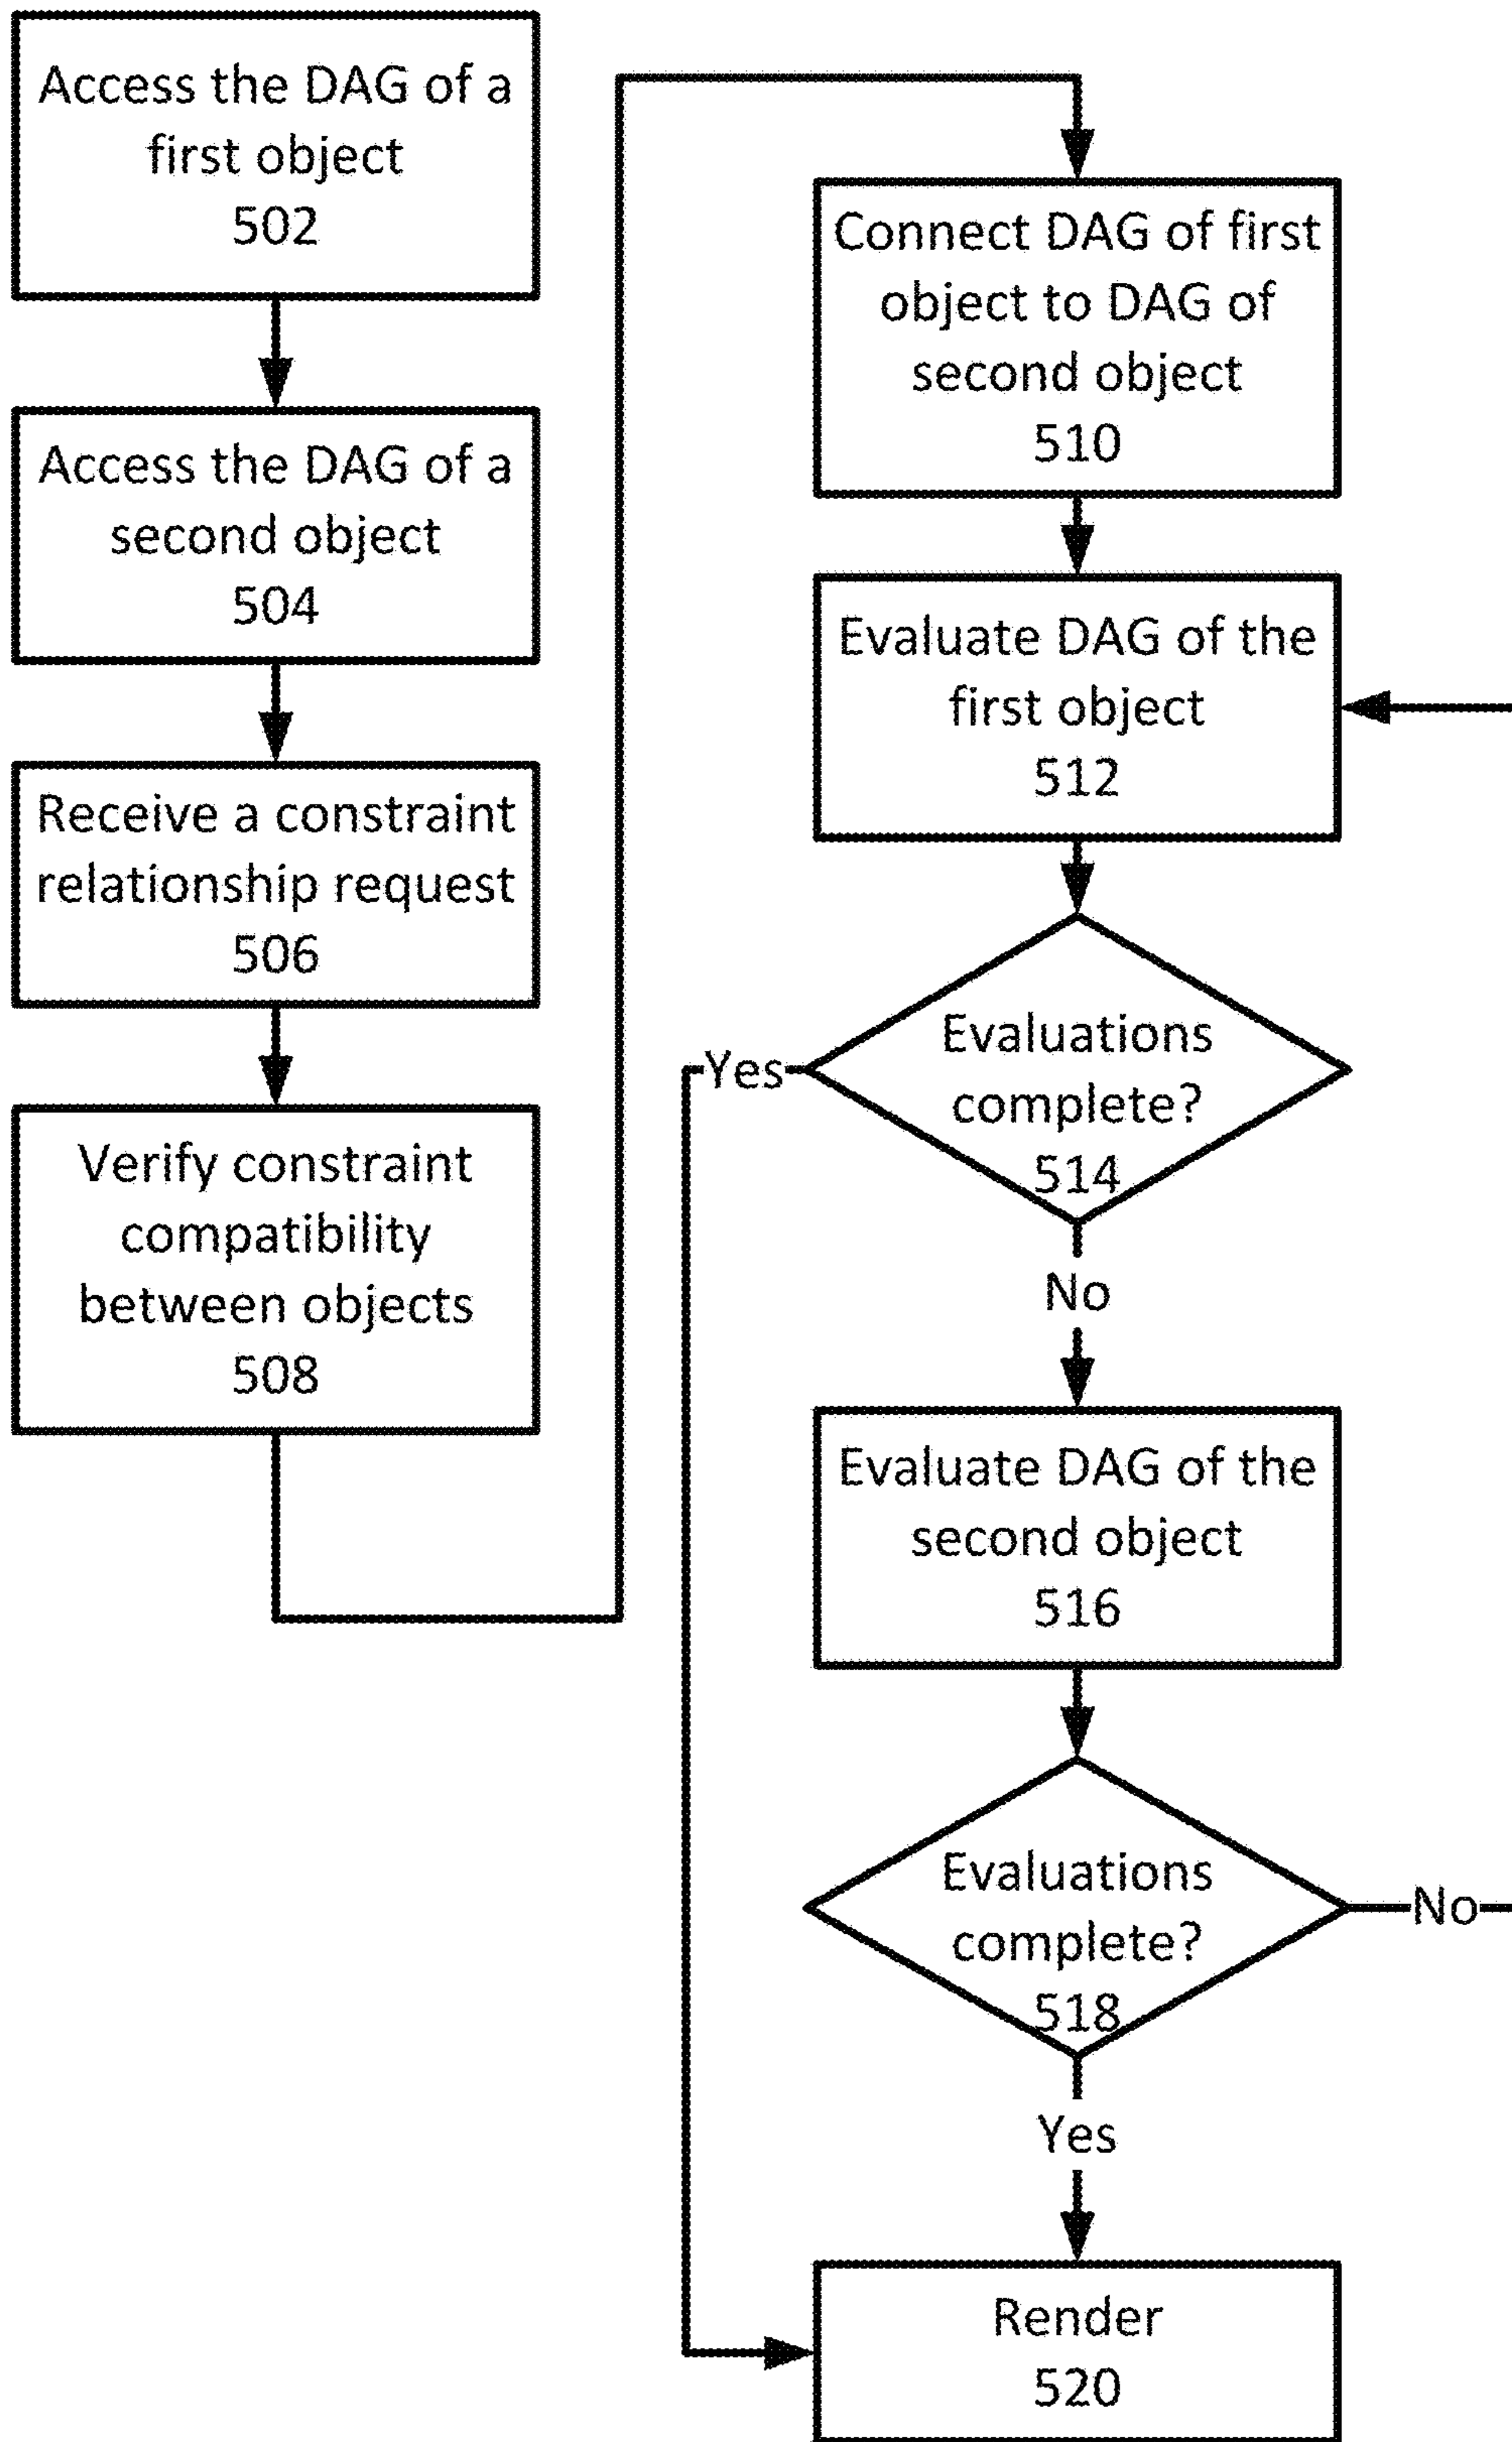 Access the DAG of a
first object
502
Access the DAG of a
second object
504
Receive a constraint
relationship request
506
Verify constraint
compatibility
between objects
508
Connect DAG of first
object to DAG of
second object
510
Evaluate DAG of the
first object
512
Evaluations
complete?
514
Yes
No
Evaluate DAG of the
second object
516
Evaluations
complete?
518
No
Yes
Render
520